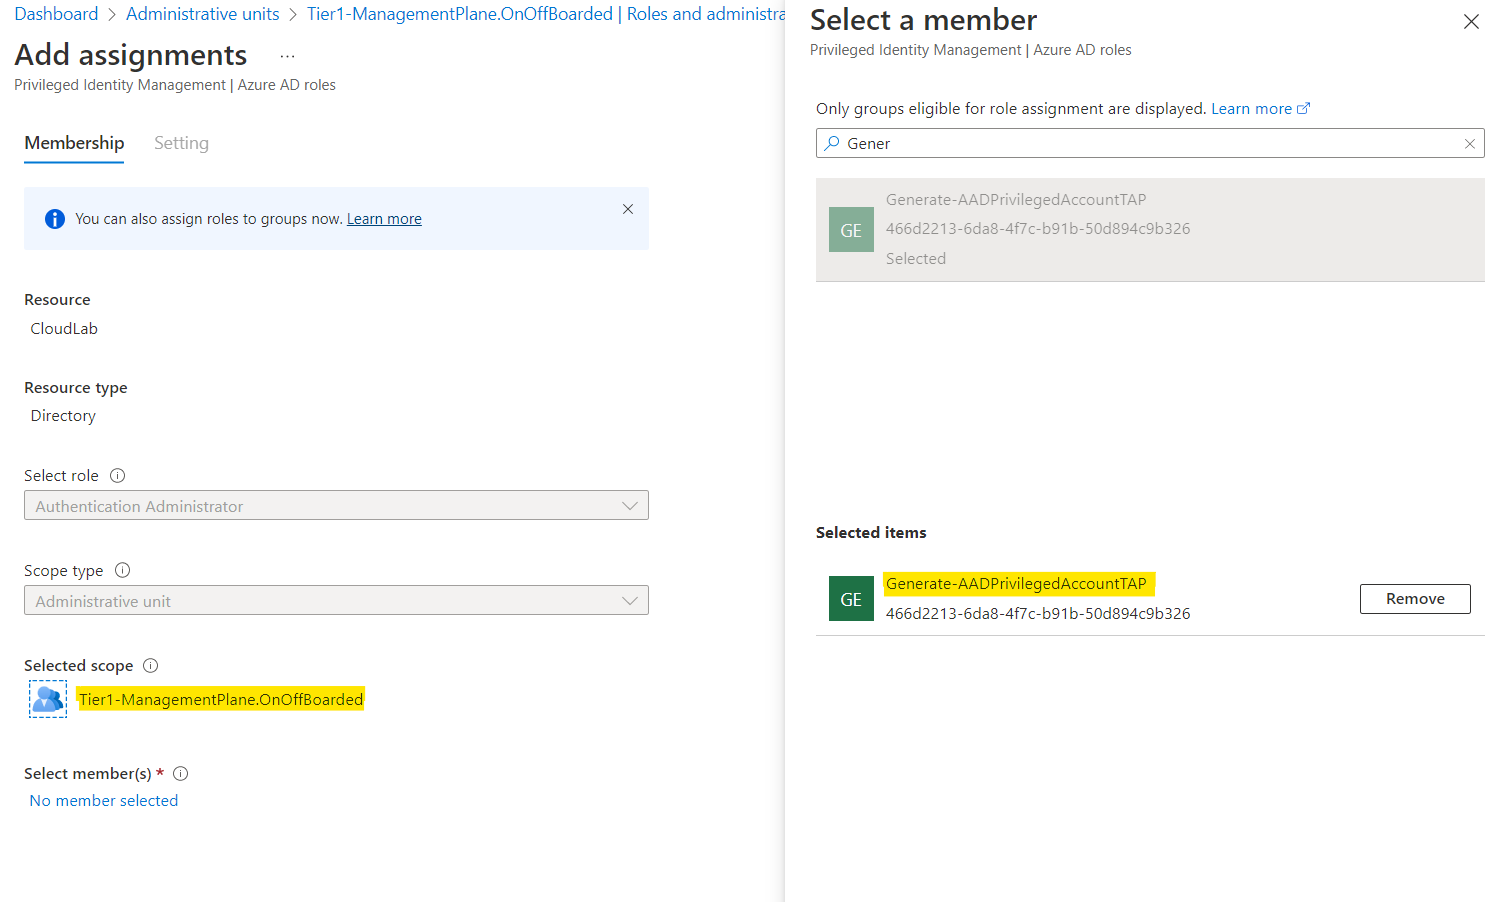 Dashboard > Administrative units > Tier1-ManagementPlane.OnOffBoarded | Roles and administra
Add assignments ...
Privileged Identity Management | Azure AD roles
Membership Setting
You can also assign roles to groups now. Learn more
Resource
CloudLab
Resource type
Directory
Select role
Authentication Administrator
Scope type
Administrative unit
Selected scope
Tier1-ManagementPlane.OnOffBoarded
Select member(s) *
No member selected
Select a member
Privileged Identity Management | Azure AD roles
Only groups eligible for role assignment are displayed. Learn more
Gener
GE
Generate-AADPrivilegedAccountTAP
466d2213-6da8-4f7c-b91b-50d894c9b326
Selected
Selected items
GE
Generate-AADPrivilegedAccountTAP
466d2213-6da8-4f7c-b91b-50d894c9b326
Remove